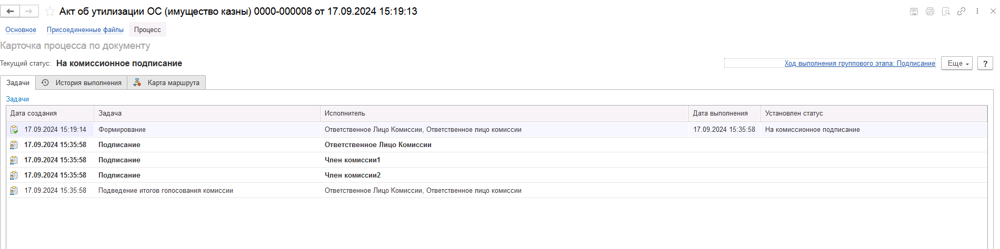 Акт об утилизации ОС (имущество казны) 0000-000008 от 17.09.2024 15:19:13
Основное Присоединенные файлы Процесс
Карточка процесса по документу
Текущий статус: На комиссионное подписание Ход выполнения группового этапа: Подписание Еще ?
Задачи История выполнения Карта маршрута
Задачи
Дата создания Задача Исполнитель Дата выполнения Установлен статус
17.09.2024 15:19:14 Формирование Ответственное Лицо Комиссии, Ответственное лицо комиссии 17.09.2024 15:35:58 На комиссионное подписание
17.09.2024 15:35:58 Подписание Ответственное Лицо Комиссии
17.09.2024 15:35:58 Подписание Член комиссии1
17.09.2024 15:35:58 Подписание Член комиссии2
17.09.2024 15:35:58 Подведение итогов голосования комиссии Ответственное Лицо Комиссии, Ответственное лицо комиссии